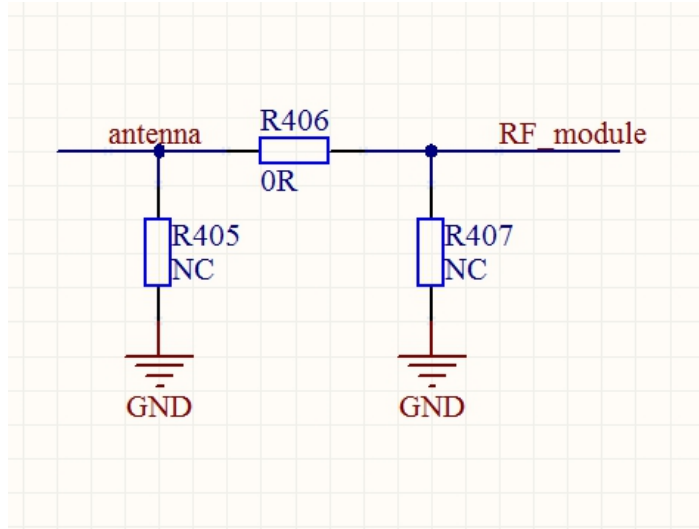 R406
antenna
RF_module
0R
R405
NC
R407
NC
GND
GND